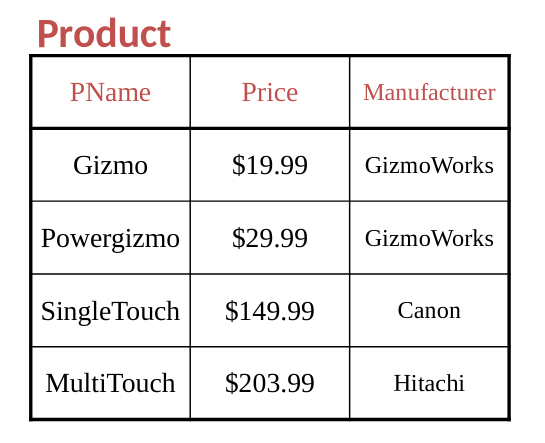 Product
PName Price Manufacturer
Gizmo $19.99 GizmoWorks
Powergizmo $29.99 GizmoWorks
SingleTouch $149.99 Canon
MultiTouch $203.99 Hitachi